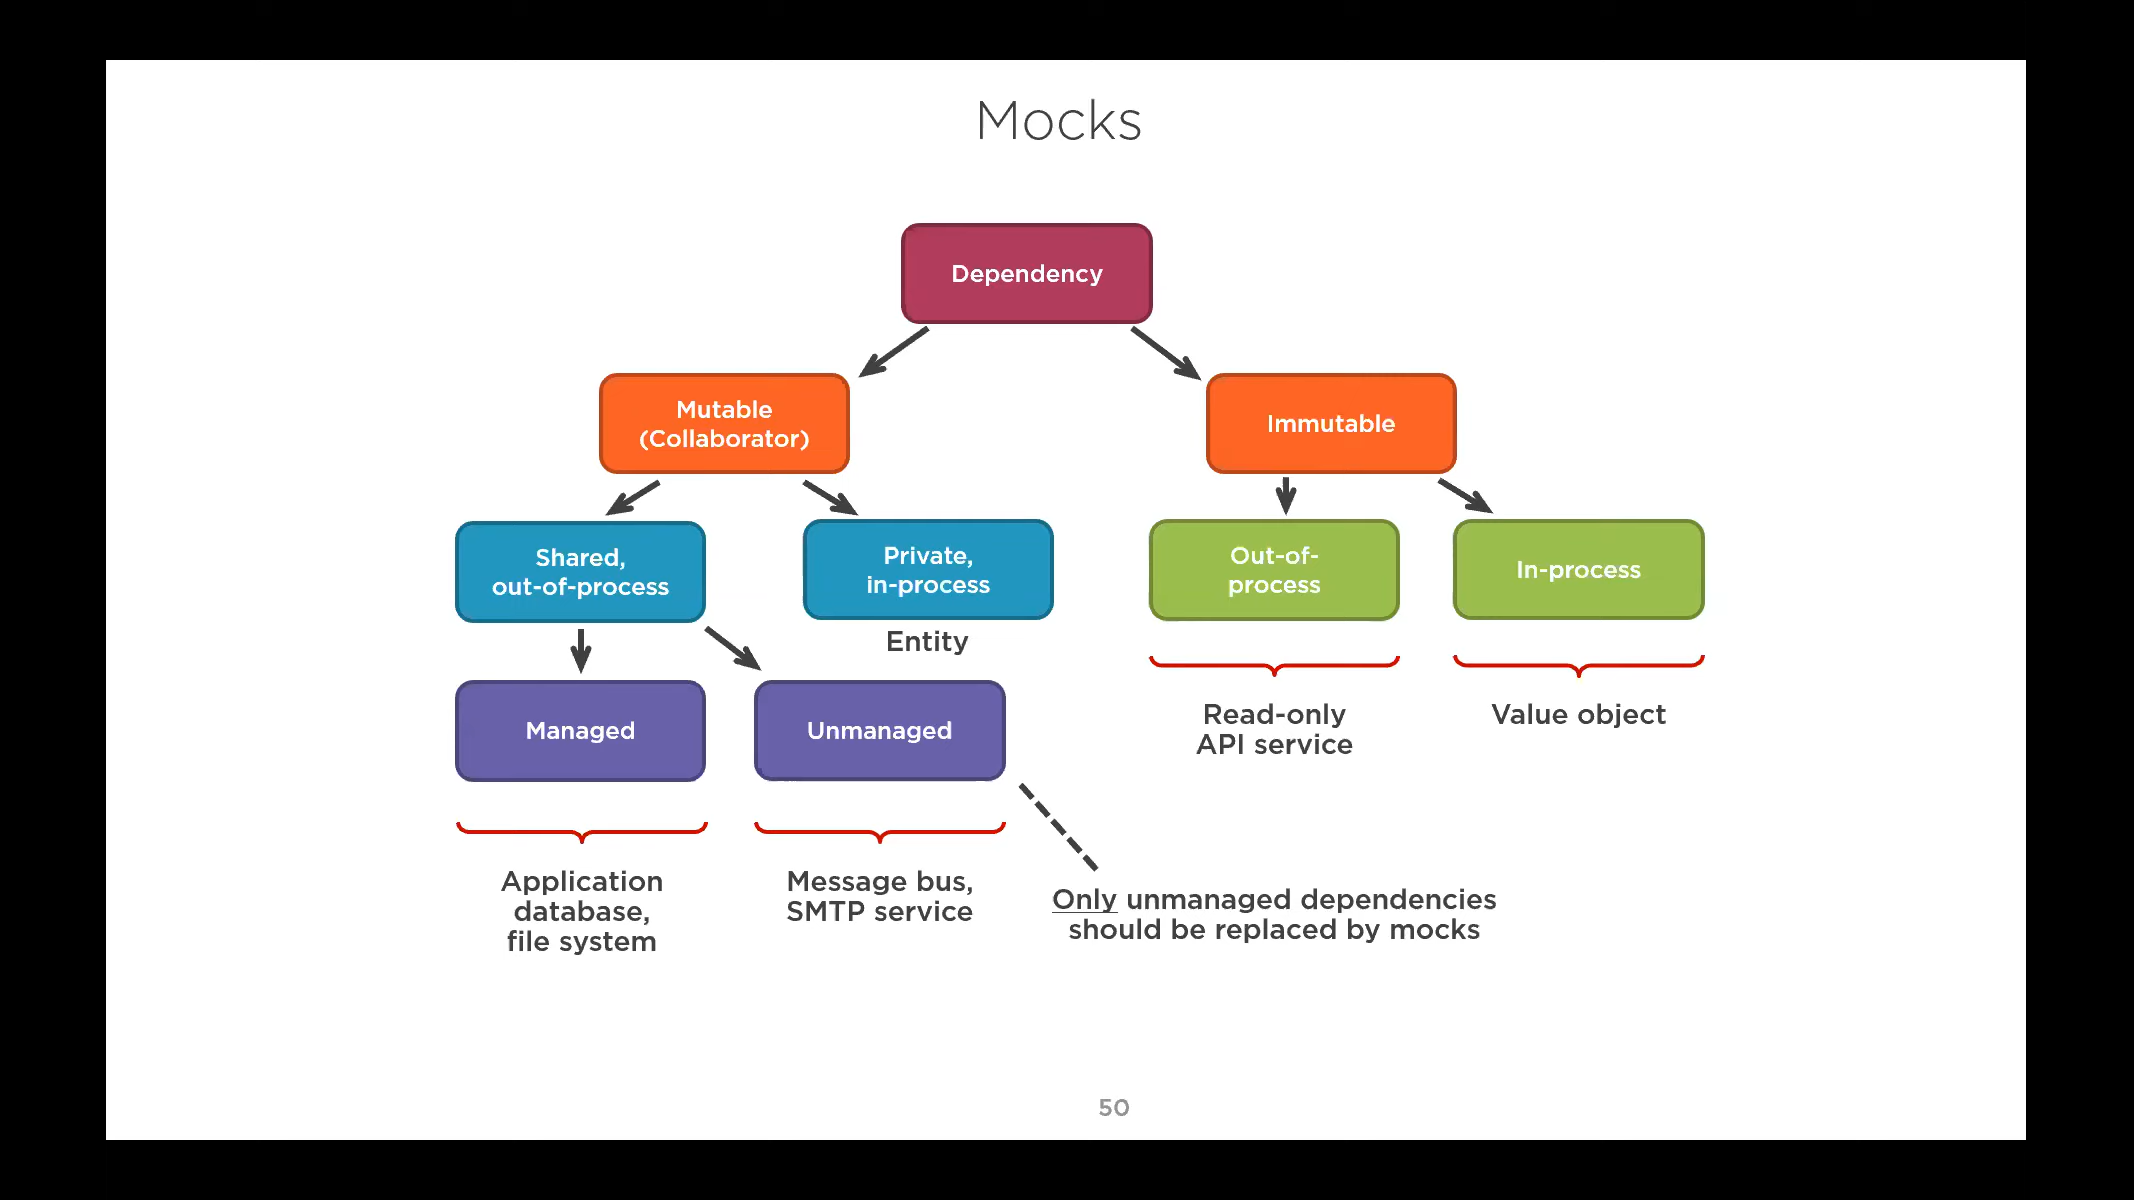 Mocks
Dependency
Mutable
(Collaborator)
Immutable
Shared,
out-of-process
Private,
in-process
Out-of-
process
In-process
Entity
Managed
Unmanaged
Read-only
API service
Value object
Application
database,
file system
Message bus,
SMTP service
Only unmanaged dependencies
should be replaced by mocks
50